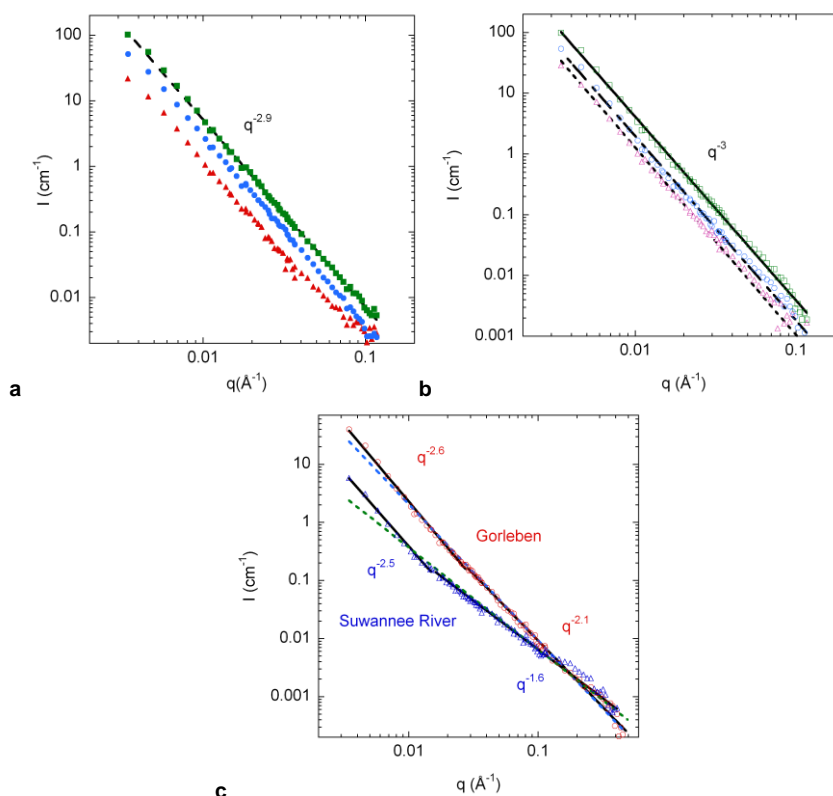 100
10
1
0.1
0.01
I (cm⁻¹)
q⁻²·⁹
0.01
0.1
q(Å⁻¹)
a
100
10
1
0.1
0.01
0.001
I (cm⁻¹)
q⁻³
0.01
0.1
q (Å⁻¹)
b
10
1
0.1
0.01
0.001
I (cm⁻¹)
q⁻²·⁶
Gorleben
q⁻²·⁵
Suwannee River
q⁻²·¹
q⁻¹·⁶
0.01
0.1
q (Å⁻¹)
c